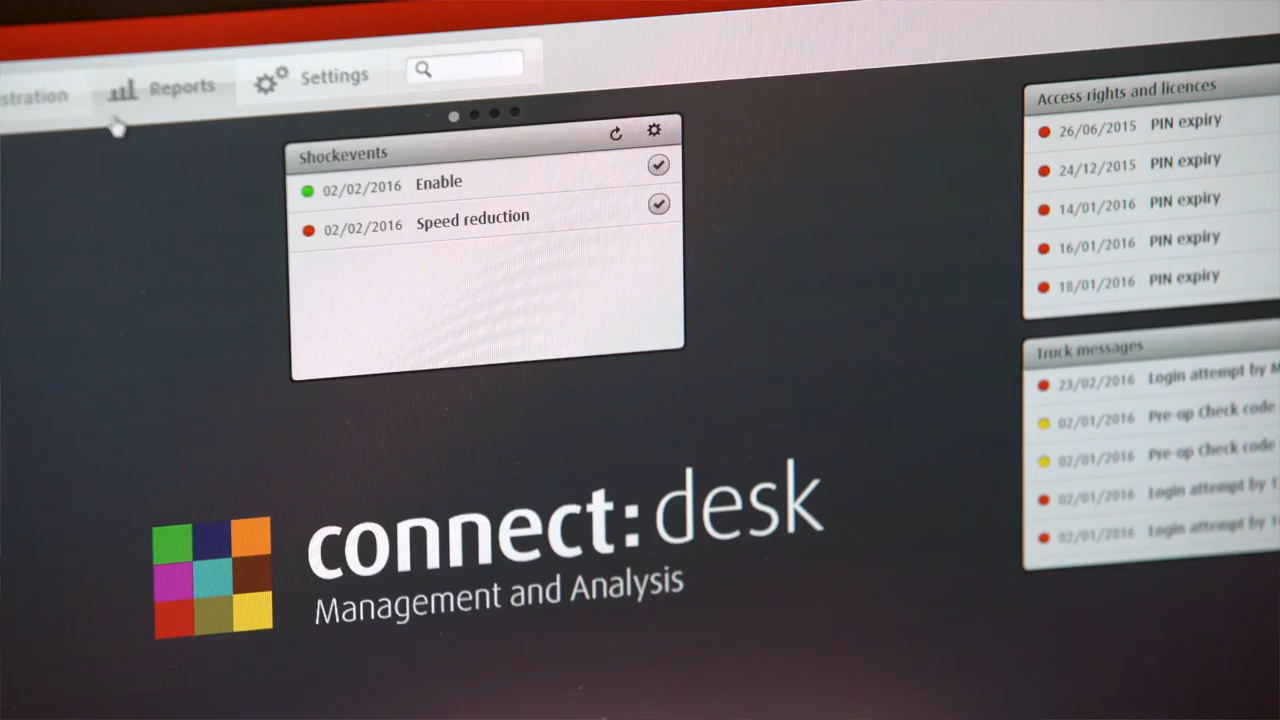 Reports
Settings
Shockevents
02/02/2016 Enable
02/02/2016 Speed reduction
Access rights and licences
26/06/2015 PIN expiry
24/12/2015 PIN expiry
14/01/2016 PIN expiry
16/01/2016 PIN expiry
18/01/2016 PIN expiry
Truck messages
23/02/2016 Login attempt by
02/01/2016 Pre-op Check code
02/01/2016 Pre-op Check code
02/01/2016 Login attempt by
02/01/2016 Login attempt by
connect:desk
Management and Analysis